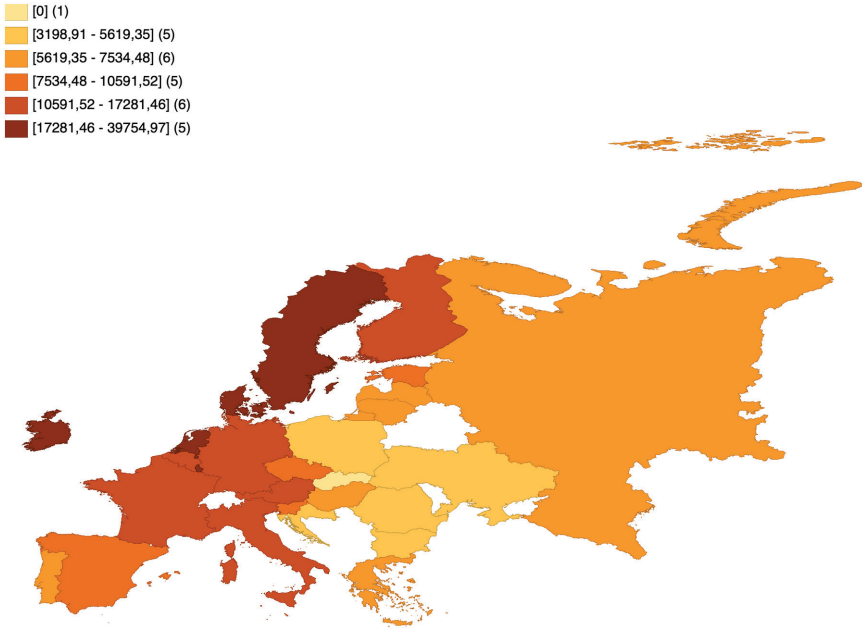 [0] (1)
[3198,91 - 5619,35] (5)
[5619,35 - 7534,48] (6)
[7534,48 - 10591,52] (5)
[10591,52 - 17281,46] (6)
[17281,46 - 39754,97] (5)